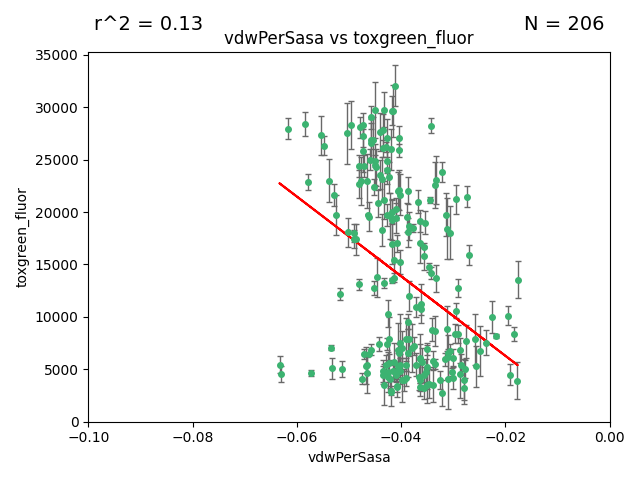 r^2 = 0.13
N = 206
vdwPerSasa vs toxgreen_fluor
35000
30000
25000
20000
15000
10000
5000
0
toxgreen_fluor
−0.10
−0.08
−0.06
−0.04
−0.02
0.00
vdwPerSasa